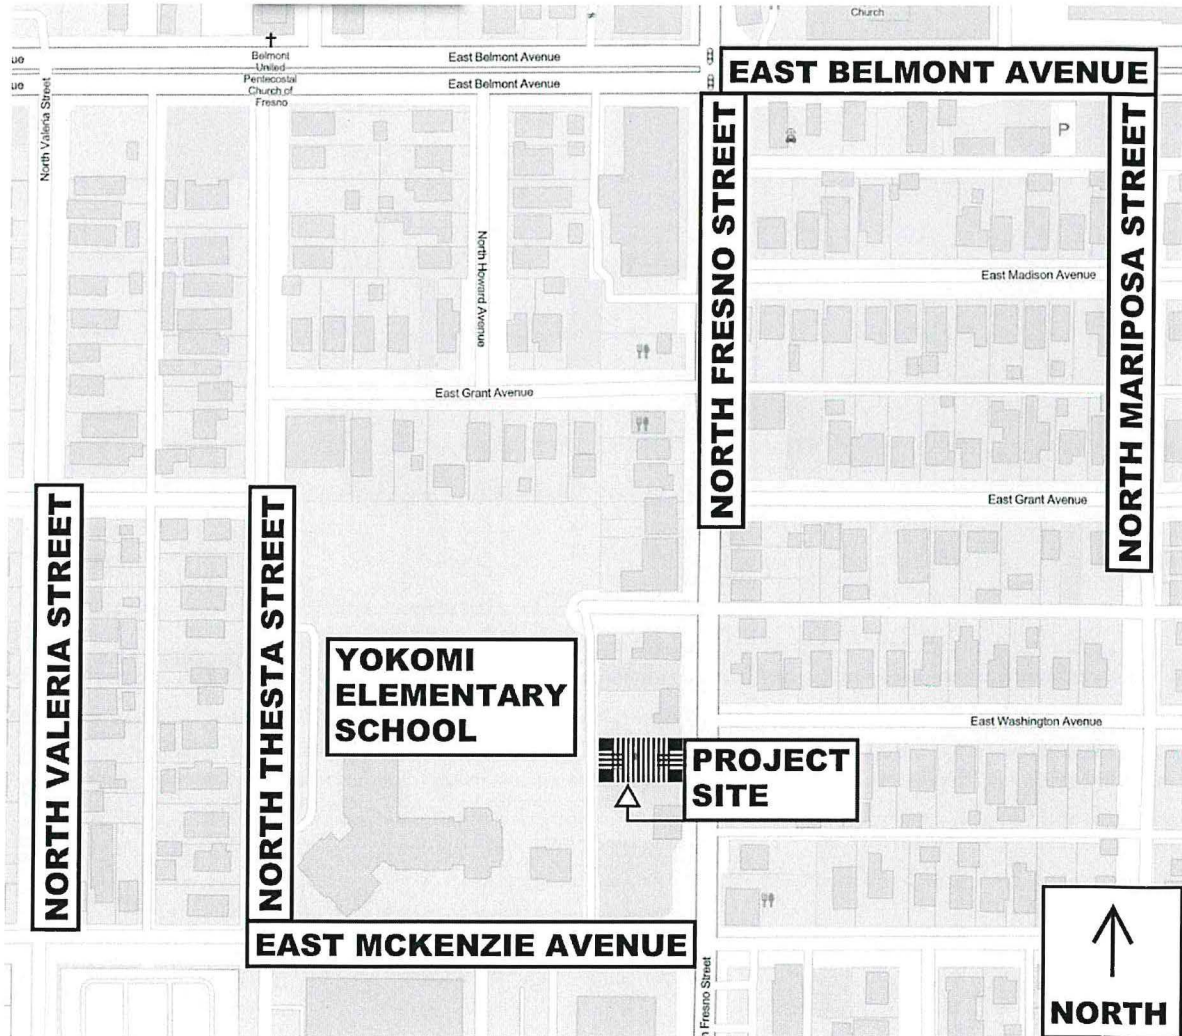 Church
ue
East Belmont Avenue
ue
East Belmont Avenue
Belmont
United
Pentecostal
Church of
Fresno
EAST BELMONT AVENUE
North Valeria Street
P
NORTH FRESNO STREET
NORTH MARIPOSA STREET
North Howard Avenue
East Madison Avenue
East Grant Avenue
East Grant Avenue
NORTH VALERIA STREET
NORTH THESTA STREET
YOKOMI
ELEMENTARY
SCHOOL
East Washington Avenue
PROJECT
SITE
EAST MCKENZIE AVENUE
n Fresno Street
NORTH